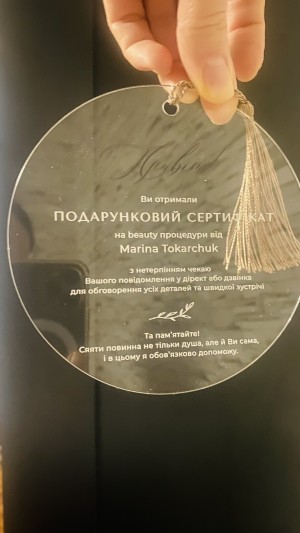 Ви отримали
ПОДАРУНКОВИЙ СЕРТИФІКАТ
на beauty процедури від
Marina Tokarchuk
з нетерпінням чекаю
Вашого повідомлення у дірект або дзвінка
для обговорення усіх деталей та швидкої зустрічі
Та пам'ятайте!
Сяяти повинна не тільки душа, але й Ви сама,
і в цьому я обов'язково допоможу.